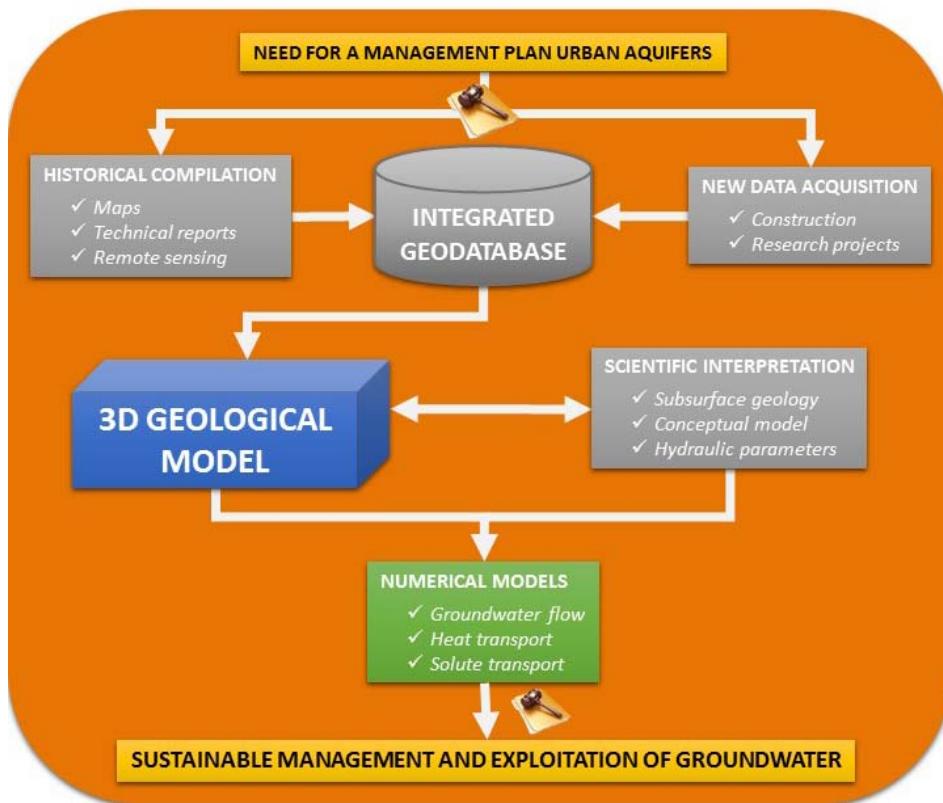 NEED FOR A MANAGEMENT PLAN URBAN AQUIFERS
HISTORICAL COMPILATION
✓ Maps
✓ Technical reports
✓ Remote sensing
INTEGRATED
GEODATABASE
NEW DATA ACQUISITION
✓ Construction
✓ Research projects
3D GEOLOGICAL
MODEL
SCIENTIFIC INTERPRETATION
✓ Subsurface geology
✓ Conceptual model
✓ Hydraulic parameters
NUMERICAL MODELS
✓ Groundwater flow
✓ Heat transport
✓ Solute transport
SUSTAINABLE MANAGEMENT AND EXPLOITATION OF GROUNDWATER